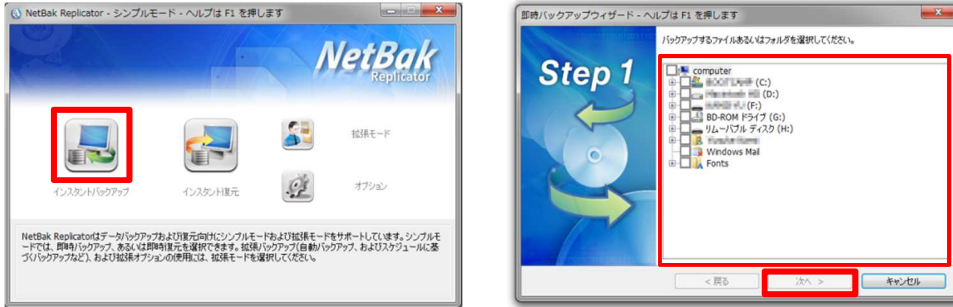 NetBak Replicator - シンプルモード - ヘルプは F1 を押します
NetBak
Replicator
拡張モード
インスタントバックアップ
インスタント復元
オプション
NetBak Replicatorはデータバックアップおよび復元向けにシンプルモードおよび拡張モードをサポートしています。シンプルモ
ードでは、即時バックアップ、あるいは即時復元を選択できます。拡張バックアップ(自動バックアップ、およびスケジュールに基
づくバックアップなど)、および拡張オプションの使用には、拡張モードを選択してください。
即時バックアップウィザード - ヘルプは F1 を押します
バックアップするファイルあるいはフォルダを選択してください。
Step 1
computer
(C:)
(D:)
(F:)
BD-ROM ドライブ (G:)
リムーバブル ディスク (H:)
Windows Mail
Fonts
< 戻る
次へ >
キャンセル